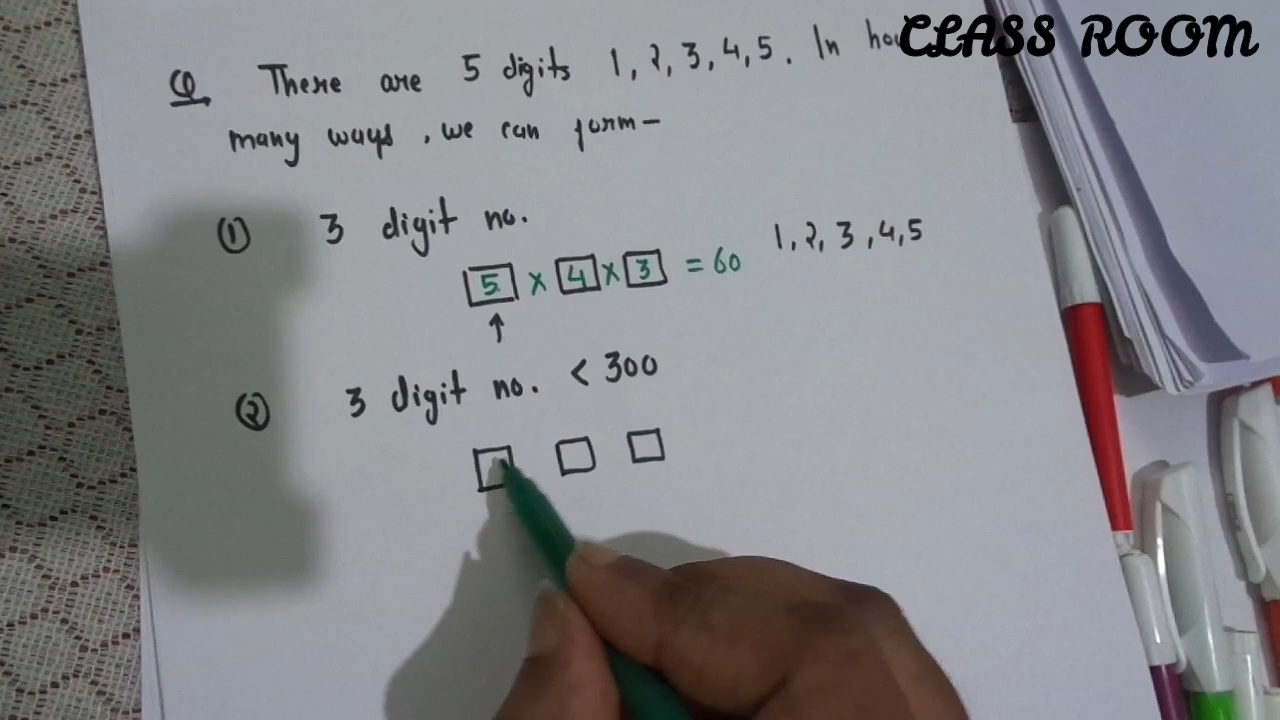 CLASS ROOM
Q There are 5 digits 1, 2, 3, 4, 5. In how
many ways, we can form -
① 3 digit no.
1, 2, 3, 4, 5
5 × 4 × 3 = 60
② 3 digit no. < 300